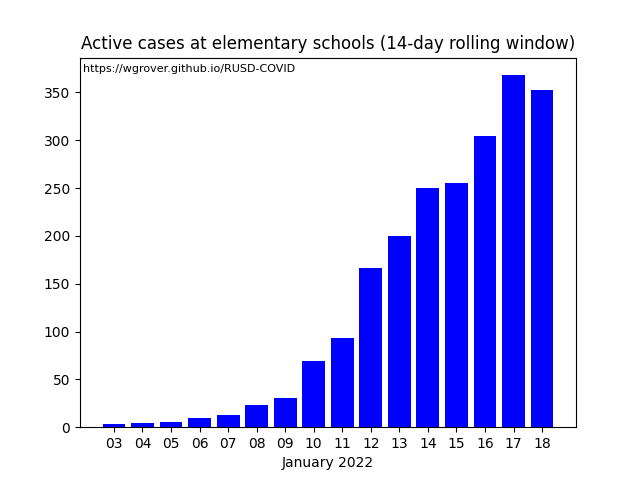 Active cases at elementary schools (14-day rolling window)
https://wgrover.github.io/RUSD-COVID
350
300
250
200
150
100
50
0
03 04 05 06 07 08 09 10 11 12 13 14 15 16 17 18
January 2022